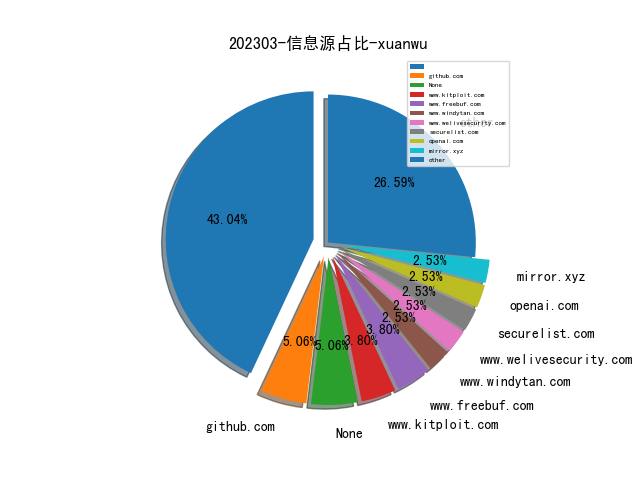 202303-信息源占比-xuanwu
github.com
None
www.kitploit.com
www.freebuf.com
www.windytan.com
www.welivesecurity.com
securelist.com
openai.com
mirror.xyz
other
26.59%
43.04%
2.53%
2.53%
2.53%
2.53%
2.53%
3.80%
3.80%
5.06%
5.06%
mirror.xyz
openai.com
securelist.com
www.welivesecurity.com
www.windytan.com
www.freebuf.com
www.kitploit.com
github.com
None